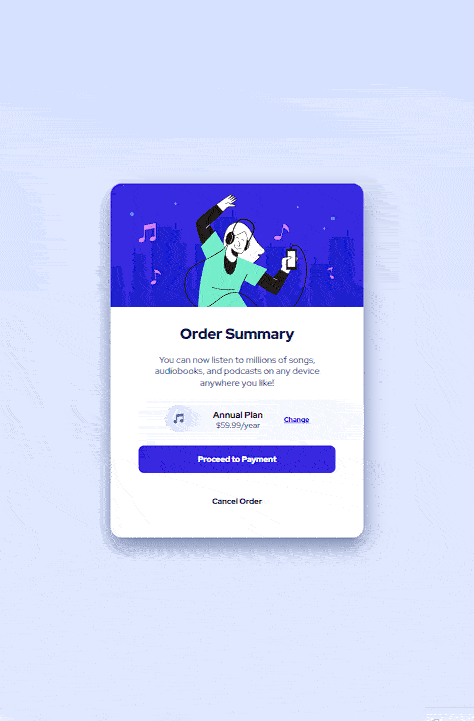 Order Summary
You can now listen to millions of songs,
audiobooks, and podcasts on any device
anywhere you like!
Annual Plan
$59.99/year
Change
Proceed to Payment
Cancel Order